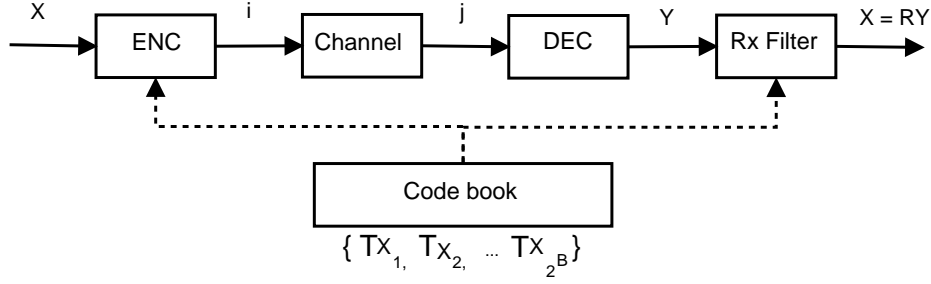 X i j Y X = RY
ENC Channel DEC Rx Filter
Code book
{ TX1, TX2, ... TX2B }